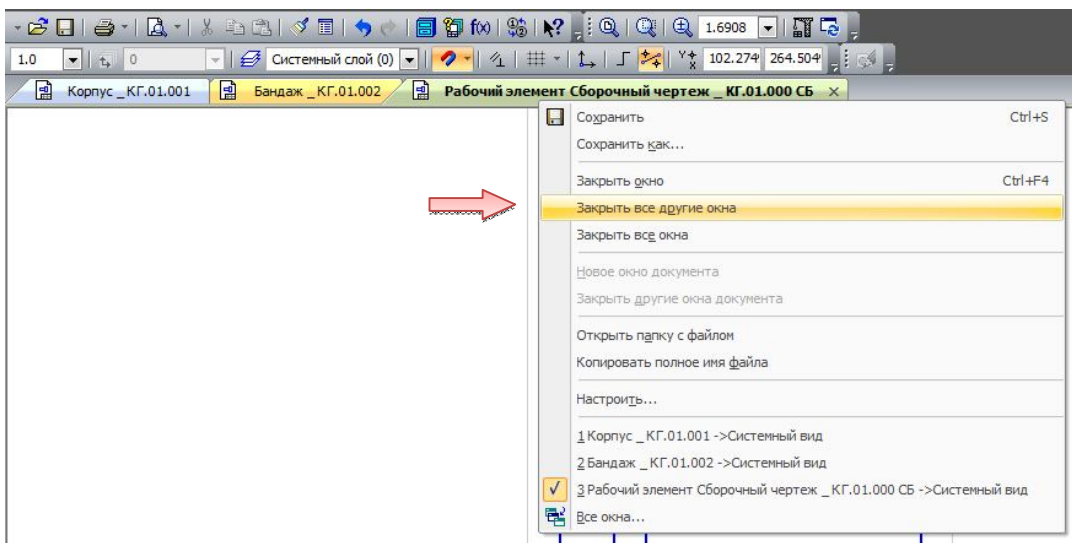 f(x) 1.6908
1.0 0 Системный слой (0) 102.274 264.504
Корпус _ КГ.01.001 Бандаж _ КГ.01.002 Рабочий элемент Сборочный чертеж _ КГ.01.000 СБ
Сохранить Ctrl+S
Сохранить как...
Закрыть окно Ctrl+F4
Закрыть все другие окна
Закрыть все окна
Новое окно документа
Закрыть другие окна документа
Открыть папку с файлом
Копировать полное имя файла
Настроить...
1 Корпус _ КГ.01.001 ->Системный вид
2 Бандаж _ КГ.01.002 ->Системный вид
3 Рабочий элемент Сборочный чертеж _ КГ.01.000 СБ ->Системный вид
Все окна...